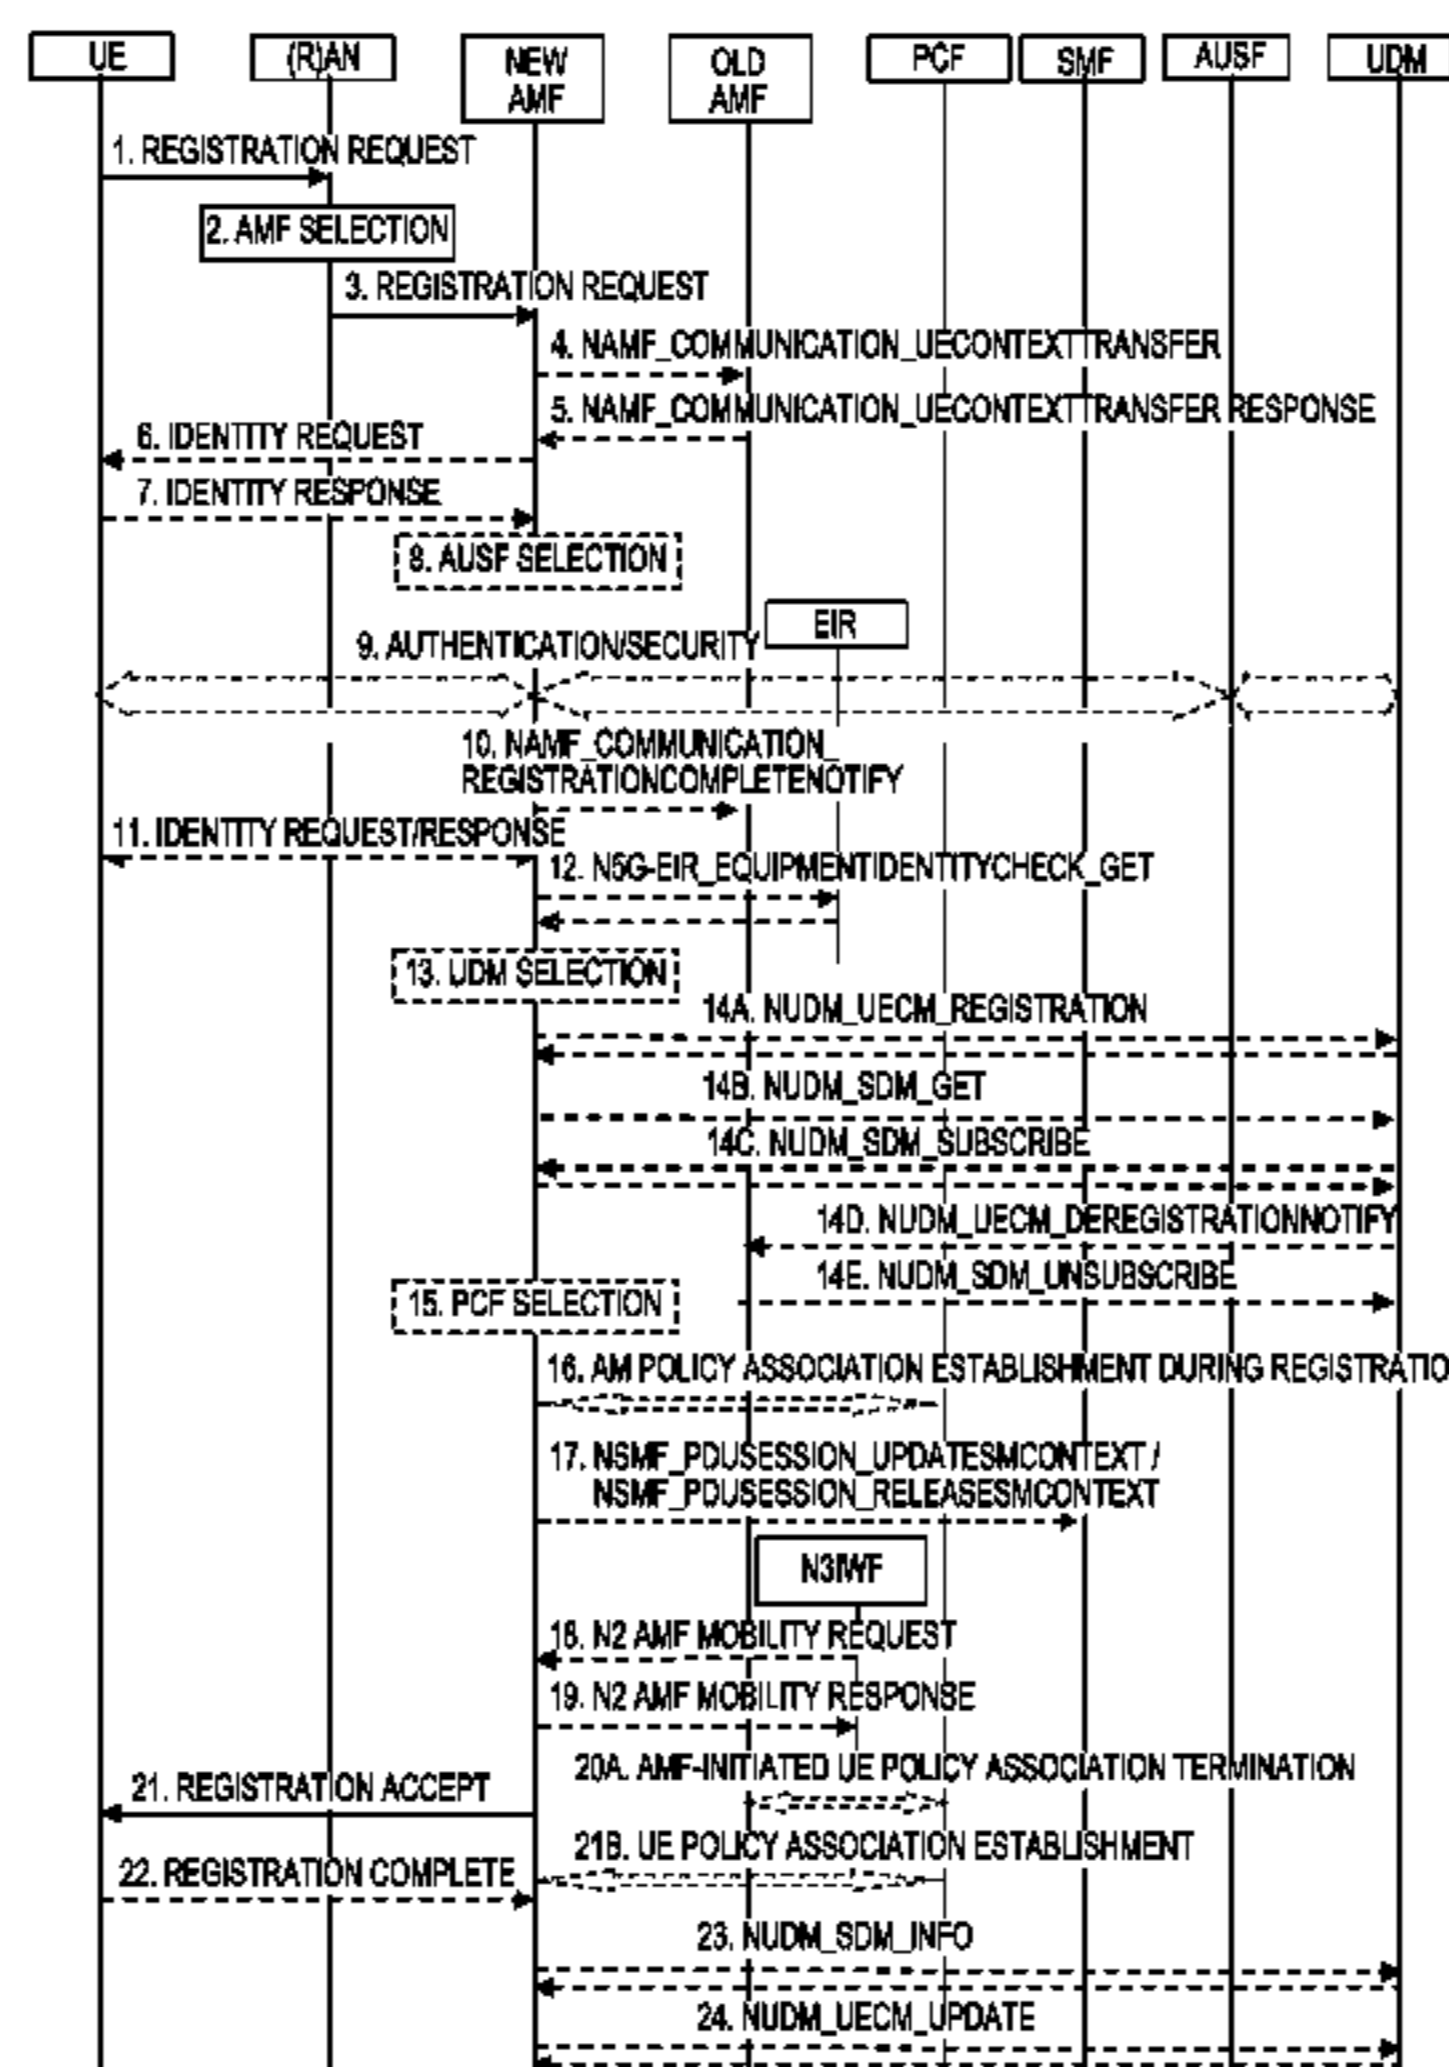 UE
(R)AN
NEW
AMF
OLD
AMF
PCF
SMF
AUSF
UDM
1. REGISTRATION REQUEST
2. AMF SELECTION
3. REGISTRATION REQUEST
4. NAMF_COMMUNICATION_UECONTEXTTRANSFER
5. NAMF_COMMUNICATION_UECONTEXTTRANSFER RESPONSE
6. IDENTITY REQUEST
7. IDENTITY RESPONSE
8. AUSF SELECTION
EIR
9. AUTHENTICATION/SECURITY
10. NAMF_COMMUNICATION_
REGISTRATIONCOMPLETENOTIFY
11. IDENTITY REQUEST/RESPONSE
12. N5G-EIR_EQUIPMENTIDENTITYCHECK_GET
13. UDM SELECTION
14A. NUDM_UECM_REGISTRATION
14B. NUDM_SDM_GET
14C. NUDM_SDM_SUBSCRIBE
14D. NUDM_UECM_DEREGISTRATIONNOTIFY
14E. NUDM_SDM_UNSUBSCRIBE
15. PCF SELECTION
16. AM POLICY ASSOCIATION ESTABLISHMENT DURING REGISTRATIO
17. NSMF_PDUSESSION_UPDATESMCONTEXT /
NSMF_PDUSESSION_RELEASESMCONTEXT
N3IWF
18. N2 AMF MOBILITY REQUEST
19. N2 AMF MOBILITY RESPONSE
20A. AMF-INITIATED UE POLICY ASSOCIATION TERMINATION
21. REGISTRATION ACCEPT
21B. UE POLICY ASSOCIATION ESTABLISHMENT
22. REGISTRATION COMPLETE
23. NUDM_SDM_INFO
24. NUDM_UECM_UPDATE